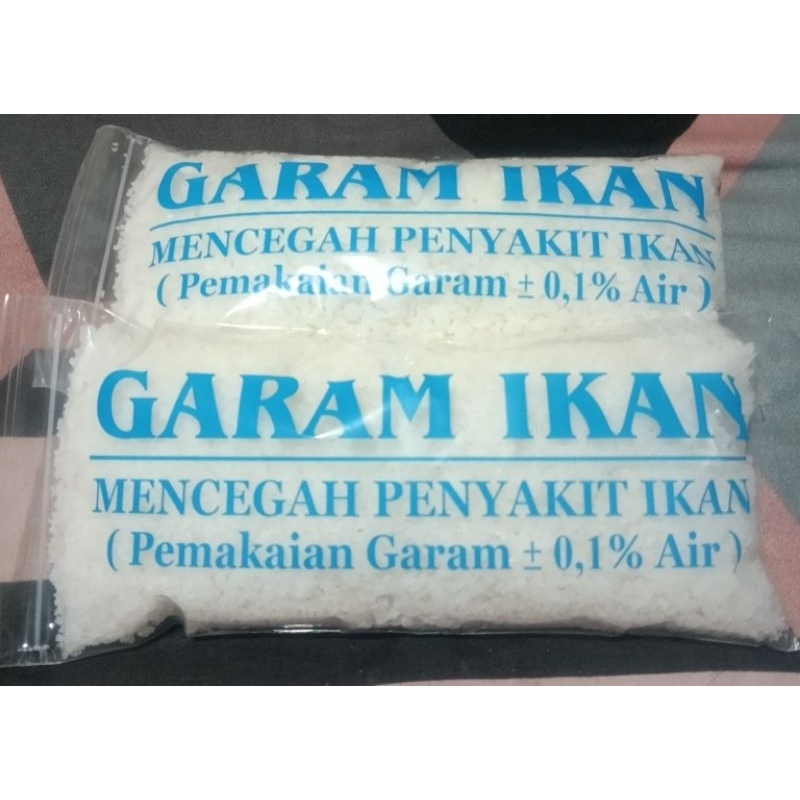 GARAM IKAN
MENCEGAH PENYAKIT IKAN
( Pemakaian Garam ± 0,1% Air )
GARAM IKAN
MENCEGAH PENYAKIT IKAN
( Pemakaian Garam ± 0,1% Air )